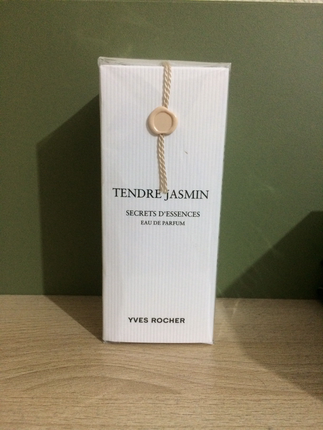 TENDRE JASMIN
SECRETS D'ESSENCES
EAU DE PARFUM
YVES ROCHER